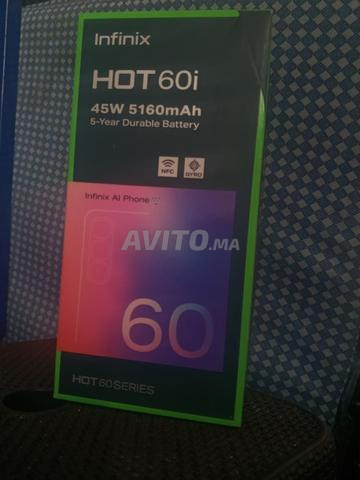 Infinix
HOT 60i
45W 5160mAh
5-Year Durable Battery
NFC
GYRO
Infinix AI Phone
AVITO.MA
60
HOT 60 SERIES